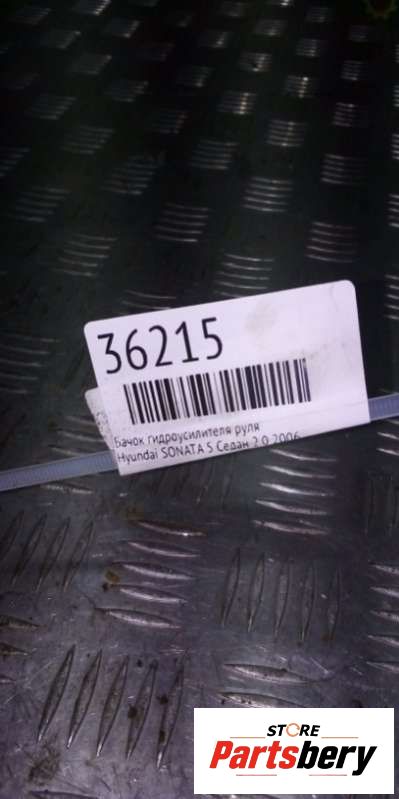 36215
Бачок гидроусилителя руля
Hyundai SONATA 5 Седан 2.0 2006
STORE
Partsbery